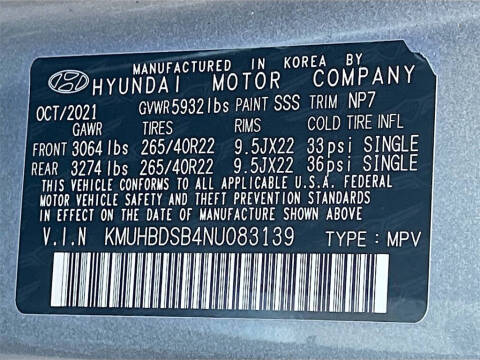 MANUFACTURED IN KOREA BY
HYUNDAI MOTOR COMPANY
OCT/2021 GVWR 5932lbs PAINT SSS TRIM NP7
GAWR TIRES RIMS COLD TIRE INFL
FRONT 3064lbs 265/40R22 9.5JX22 33psi SINGLE
REAR 3274lbs 265/40R22 9.5JX22 36psi SINGLE
THIS VEHICLE CONFORMS TO ALL APPLICABLE U.S.A. FEDERAL
MOTOR VEHICLE SAFETY AND THEFT PREVENTION STANDARDS
IN EFFECT ON THE DATE OF MANUFACTURE SHOWN ABOVE.
V.I.N KMUHBDSB4NU083139 TYPE : MPV